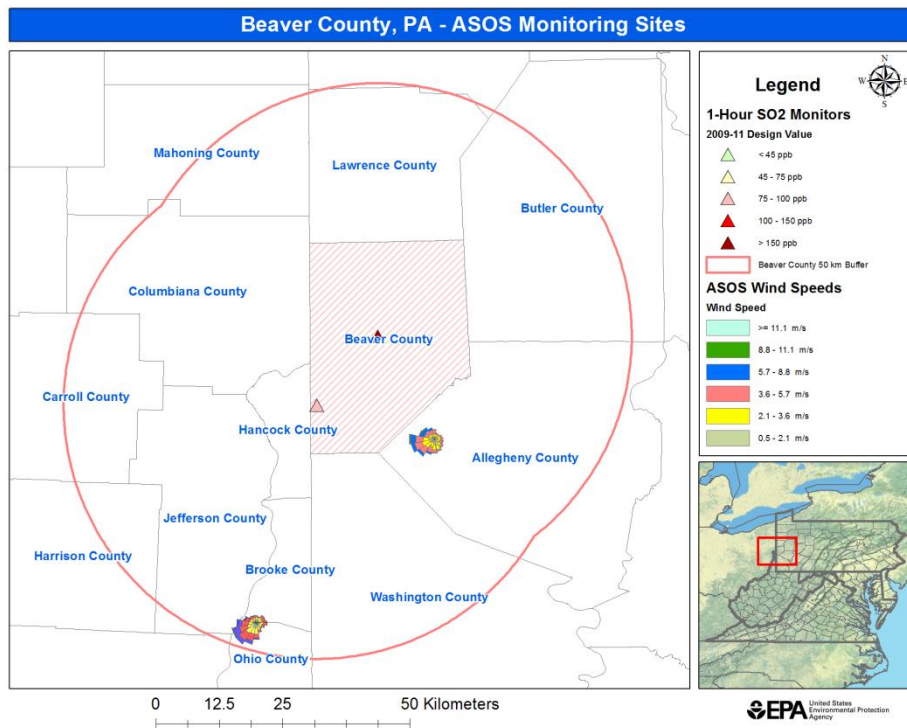 Beaver County, PA - ASOS Monitoring Sites
Mahoning County
Lawrence County
Butler County
Columbiana County
Beaver County
Carroll County
Hancock County
Allegheny County
Jefferson County
Harrison County
Brooke County
Washington County
Ohio County
0 12.5 25 50 Kilometers
Legend
N
W E
S
1-Hour SO2 Monitors
2009-11 Design Value
< 45 ppb
45 - 75 ppb
75 - 100 ppb
100 - 150 ppb
> 150 ppb
Beaver County 50 km Buffer
ASOS Wind Speeds
Wind Speed
>= 11.1 m/s
8.8 - 11.1 m/s
5.7 - 8.8 m/s
3.6 - 5.7 m/s
2.1 - 3.6 m/s
0.5 - 2.1 m/s
EPA
United States
Environmental Protection
Agency